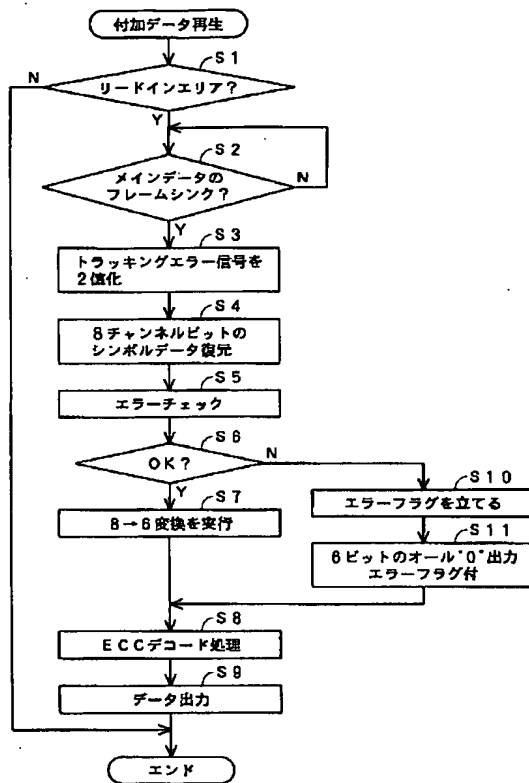 付加データ再生
S1
N
リードインエリア?
Y
S2
メインデータの
フレームシンク?
N
Y
S3
トラッキングエラー信号を
2値化
S4
8チャンネルビットの
シンボルデータ復元
S5
エラーチェック
S6
OK?
N
Y
S7
8→6変換を実行
S10
エラーフラグを立てる
S11
6ビットのオール"0"出力
エラーフラグ付
S8
ECCデコード処理
S9
データ出力
エンド